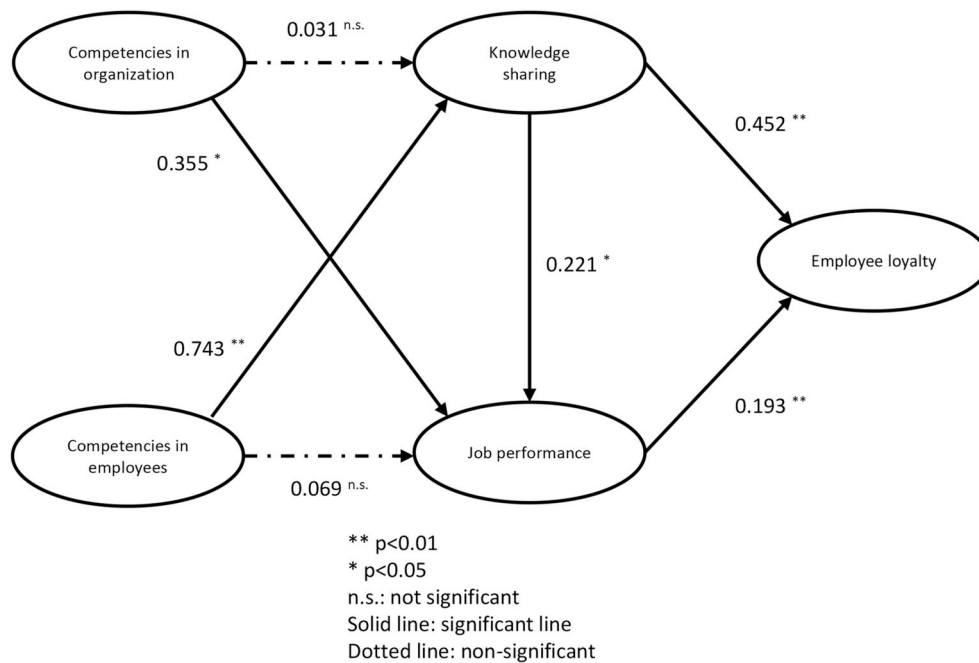 0.031 n.s.
Competencies in
organization
Knowledge
sharing
0.452 **
0.355 *
Employee loyalty
0.221 *
0.743 **
0.193 **
Competencies in
employees
Job performance
0.069 n.s.
** p<0.01
* p<0.05
n.s.: not significant
Solid line: significant line
Dotted line: non-significant